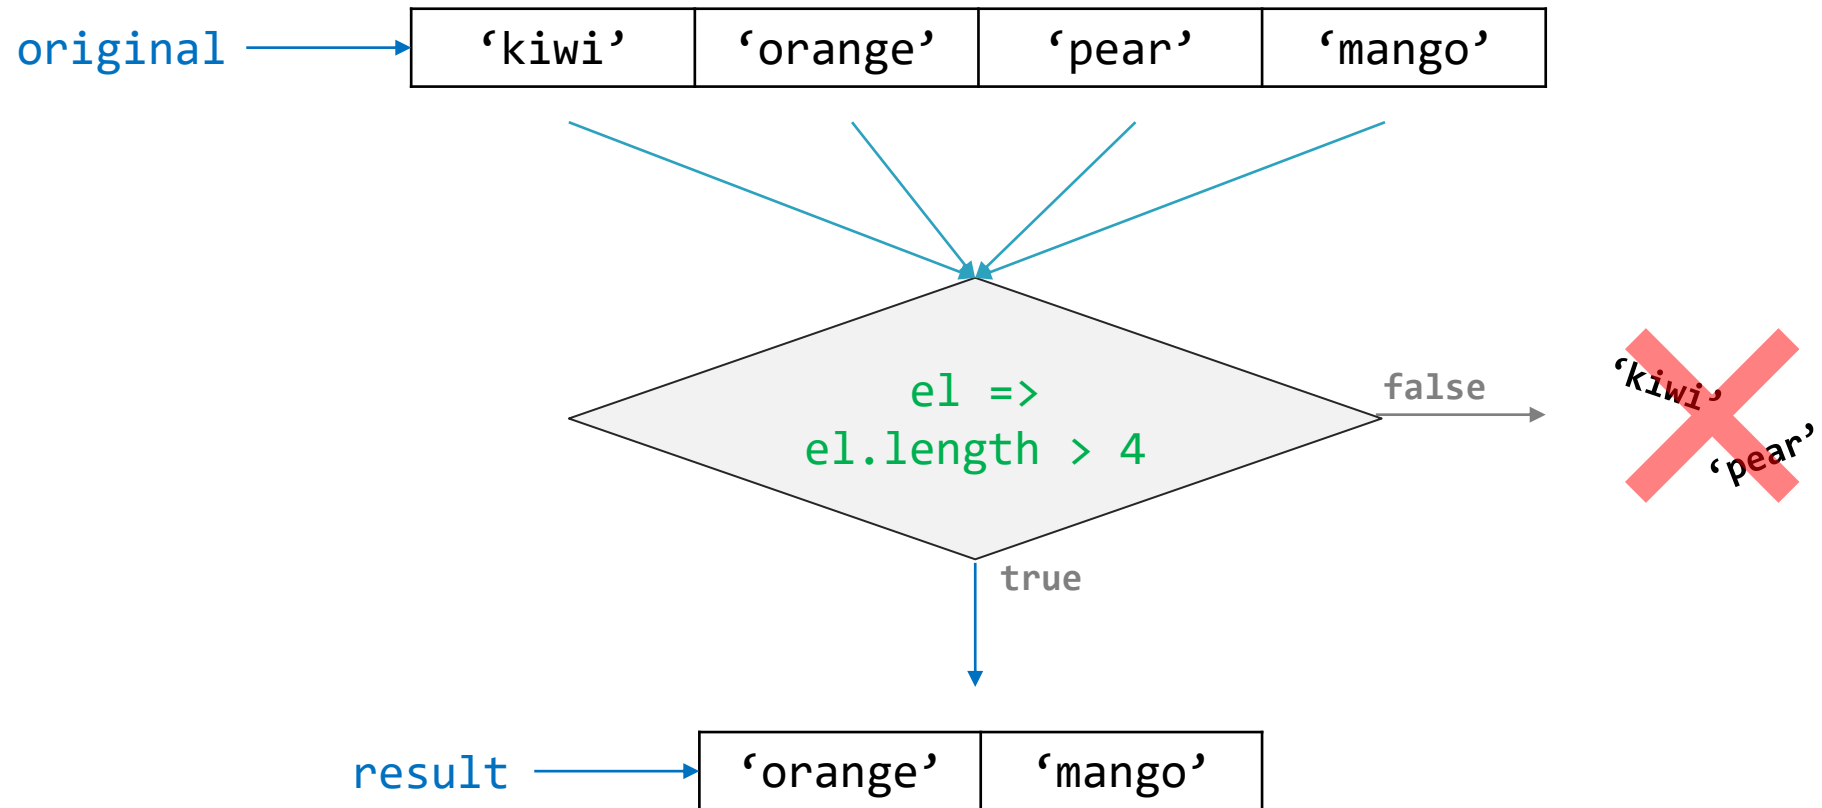 original ‘kiwi’ ‘orange’ ‘pear’ ‘mango’
el =>
el.length > 4
false
‘kiwi’
‘pear’
true
result ‘orange’ ‘mango’